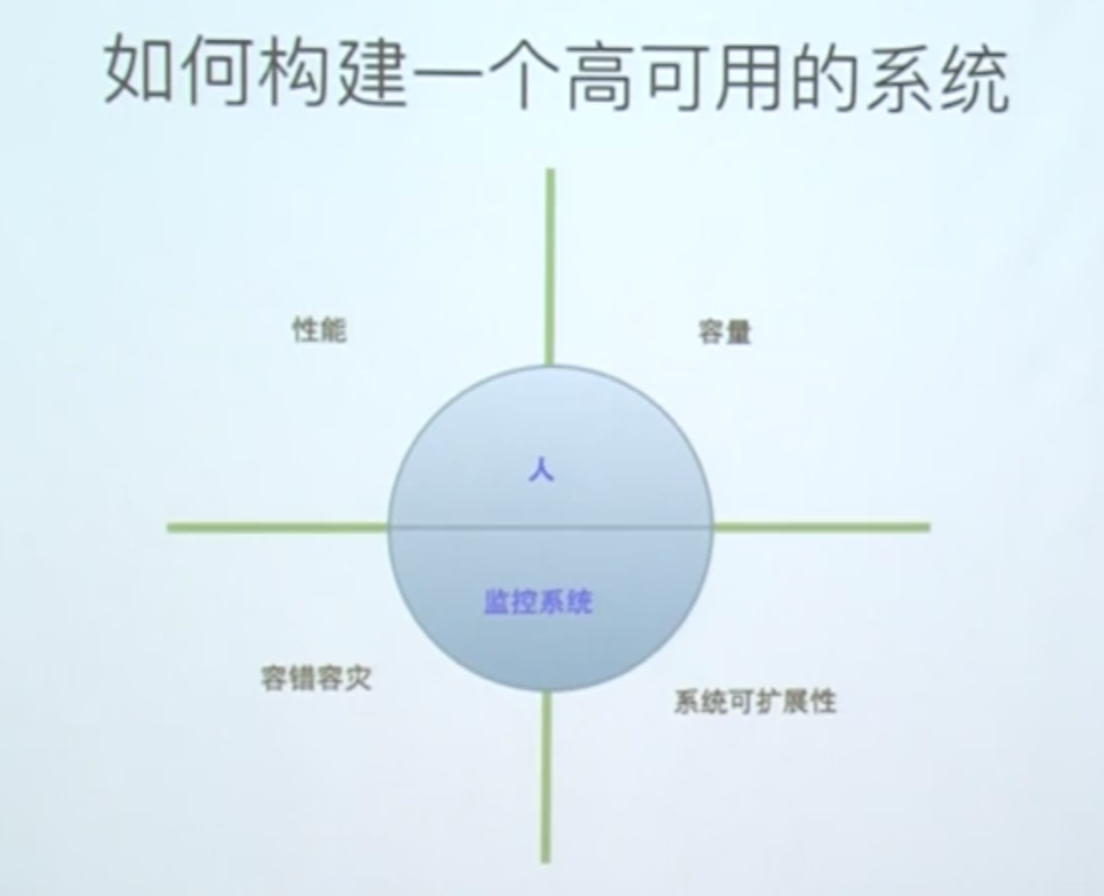 如何构建一个高可用的系统
性能
容量
人
监控系统
容错容灾
系统可扩展性